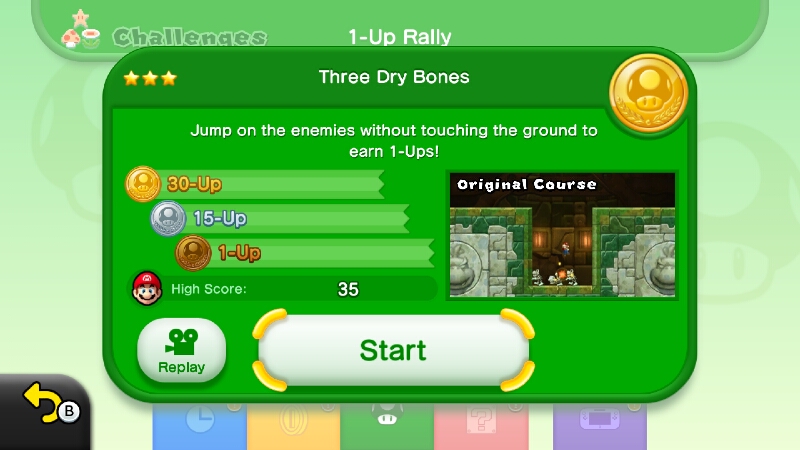 Challenges
1-Up Rally
Three Dry Bones
Jump on the enemies without touching the ground to
earn 1-Ups!
30-Up
15-Up
1-Up
Original Course
High Score:
35
Replay
Start
B